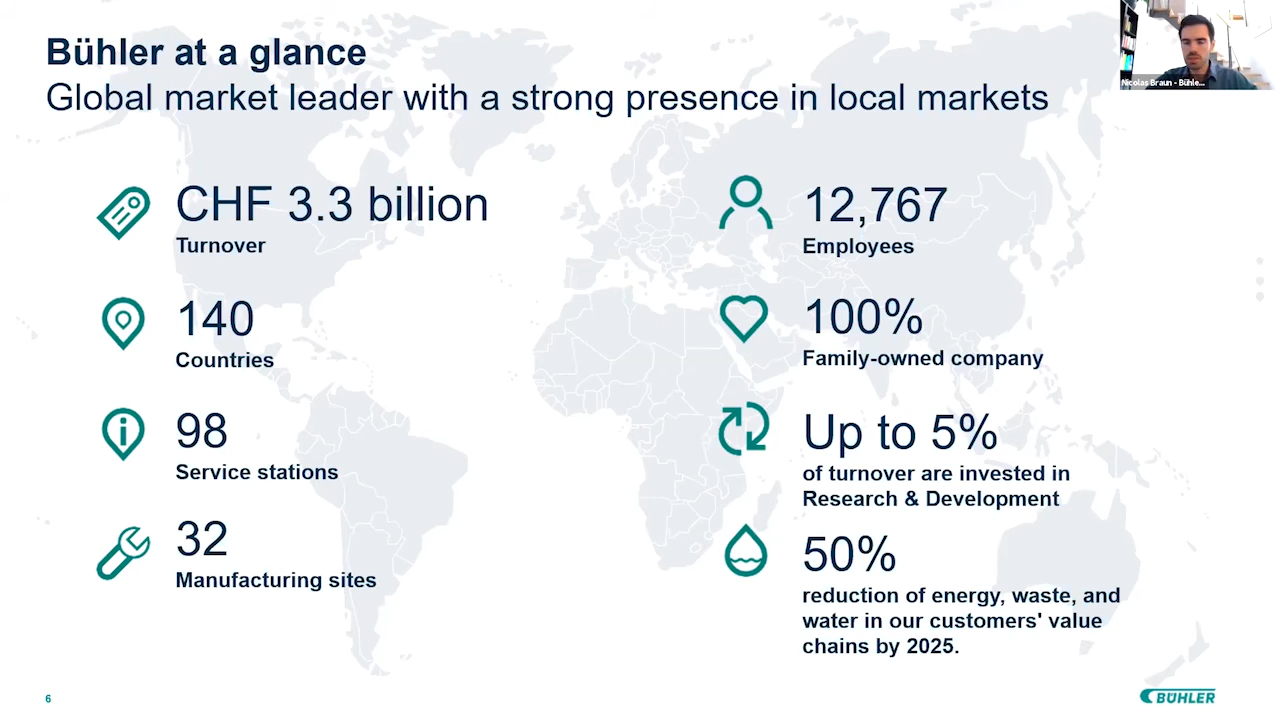 Bühler at a glance
Global market leader with a strong presence in local markets
Nicolas Braun - Bühle...
CHF 3.3 billion
Turnover
140
Countries
98
Service stations
32
Manufacturing sites
12,767
Employees
100%
Family-owned company
Up to 5%
of turnover are invested in
Research & Development
50%
reduction of energy, waste, and
water in our customers' value
chains by 2025.
6
BÜHLER